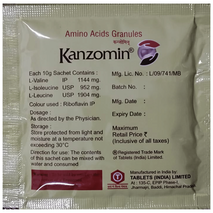 Amino Acids Granules
Kanzomin®
Each 10g Sachet Contains :
L-Valine IP 1144 mg.
L-Isoleucine USP 952 mg.
L-Leucine USP 1904 mg.
Colour used: Riboflavin IP
Dosage :
As directed by the Physician.
Storage :
Store protected from light and
moisture at a temperature not
exceeding 30°C
Direction for use: The contents
of this sachet can be mixed with
water and consumed
Mfg. Lic. No. : L/09/741/MB
Batch No. :
Mfg. Date :
Expiry Date :
Maximum
Retail Price ₹
(Inclusive of all taxes)
Registered Trade Mark
of Tablets (India) Limited.
Manufactured in India by:
TABLETS (INDIA) LIMITED